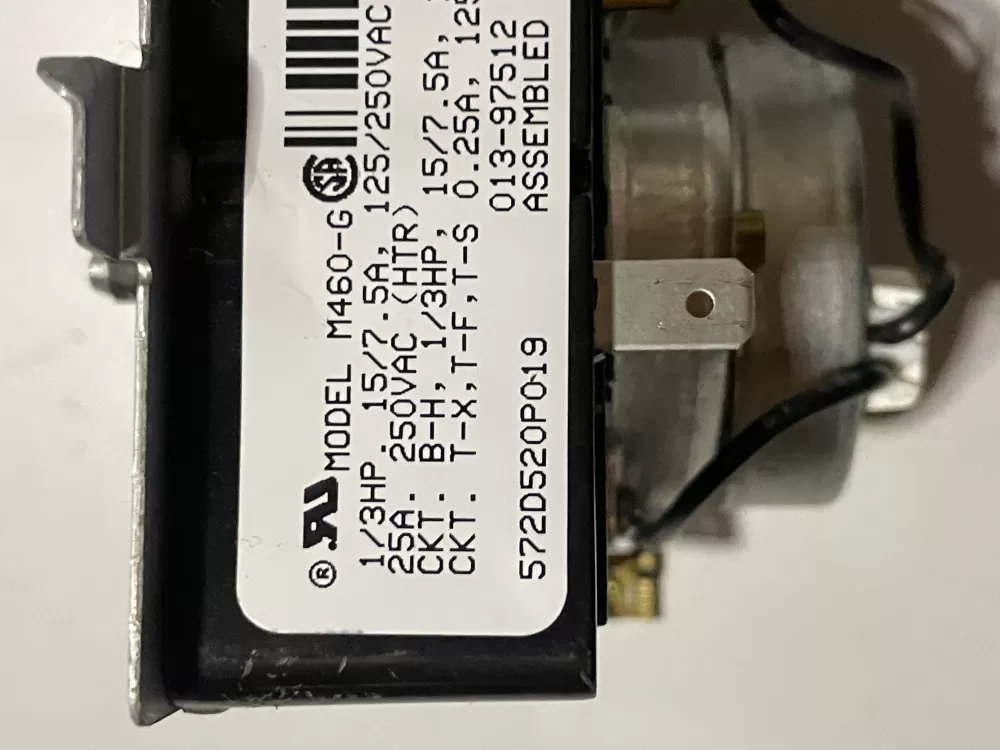 MODEL M460-G
1/3HP. 15/7.5A, 125/250VAC
25A. 250VAC (HTR)
CKT. B-H, 1/3HP, 15/7.5A,
CKT. T-X,T-F,T-S 0.25A, 125
013-97512
572D520P019 ASSEMBLED